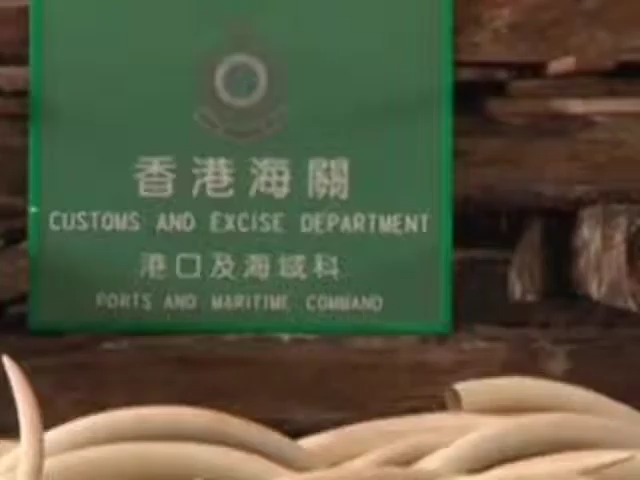 香港海關
CUSTOMS AND EXCISE DEPARTMENT
港口及海域科
PORTS AND MARITIME COMMAND